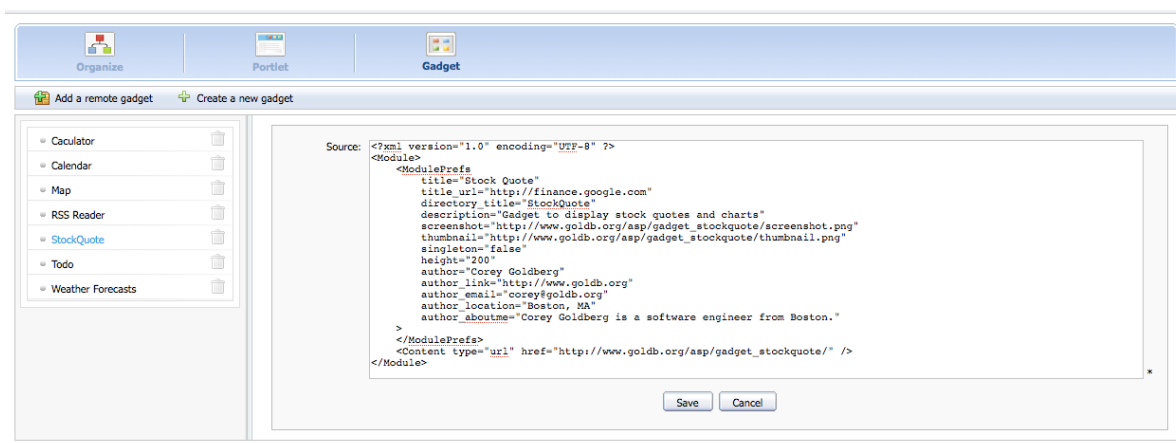 Organize
Portlet
Gadget
Add a remote gadget
Create a new gadget
Caculator
Calendar
Map
RSS Reader
StockQuote
Todo
Weather Forecasts
Source:
<?xml version="1.0" encoding="UTF-8" ?>
<Module>
<ModulePrefs
title="Stock Quote"
title_url="http://finance.google.com"
directory_title="StockQuote"
description="Gadget to display stock quotes and charts"
screenshot="http://www.goldb.org/asp/gadget_stockquote/screenshot.png"
thumbnail="http://www.goldb.org/asp/gadget_stockquote/thumbnail.png"
singleton="false"
height="200"
author="Corey Goldberg"
author_link="http://www.goldb.org"
author_email="corey@goldb.org"
author_location="Boston, MA"
author_aboutme="Corey Goldberg is a software engineer from Boston."
>
</ModulePrefs>
<Content type="url" href="http://www.goldb.org/asp/gadget_stockquote/" />
</Module>
*
Save
Cancel